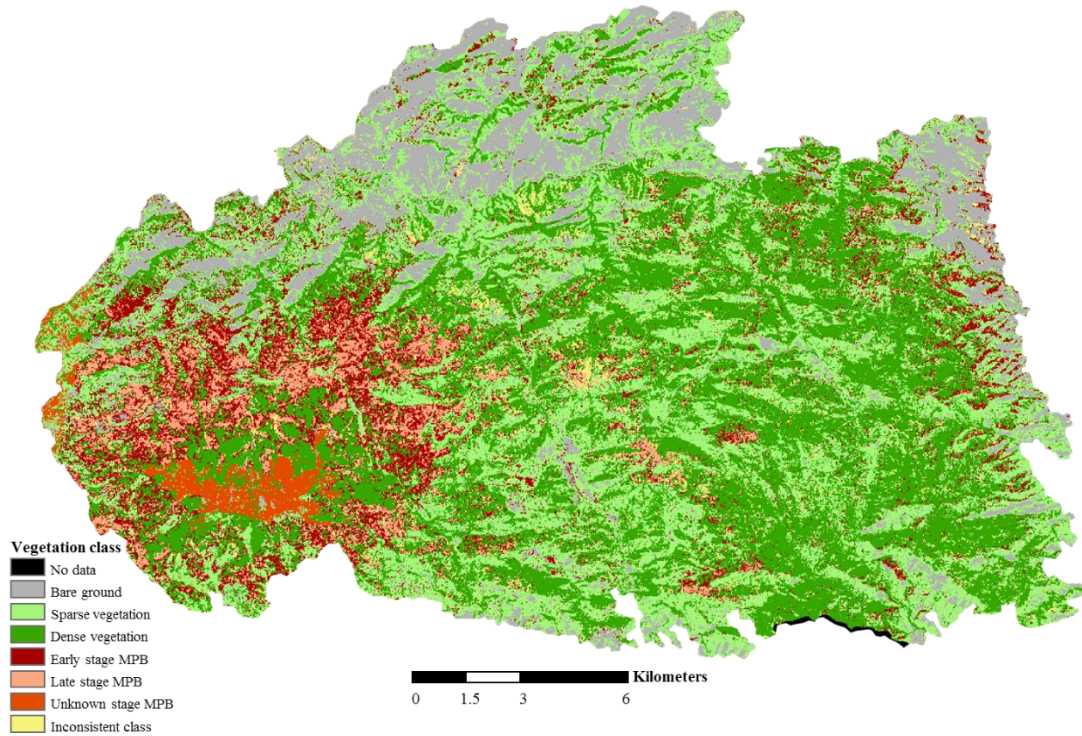 Vegetation class
No data
Bare ground
Sparse vegetation
Dense vegetation
Early stage MPB
Late stage MPB
Unknown stage MPB
Inconsistent class
Kilometers
0 1.5 3 6